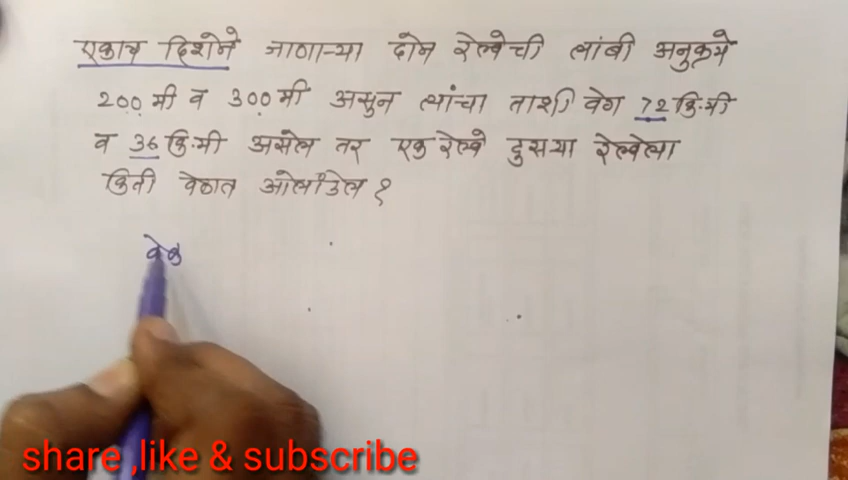 एकाच दिशेने जाणाऱ्या दोन रेल्वेची लांबी अनुक्रमे
200 मी व 300 मी असुन त्यांचा ताशी वेग 72 कि.मी
व 36 कि.मी असेल तर एक रेल्वे दुसऱ्या रेल्वेला
किती वेळात ओलांडेल ?
share ,like & subscribe